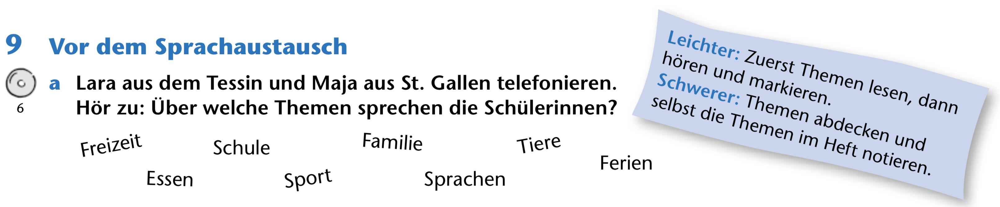 9 Vor dem Sprachaustausch
a Lara aus dem Tessin und Maja aus St. Gallen telefonieren.
6 Hör zu: Über welche Themen sprechen die Schülerinnen?
Freizeit Schule Familie Tiere
Ferien
Essen Sport Sprachen
Leichter: Zuerst Themen lesen, dann
hören und markieren.
Schwerer: Themen abdecken und
selbst die Themen im Heft notieren.